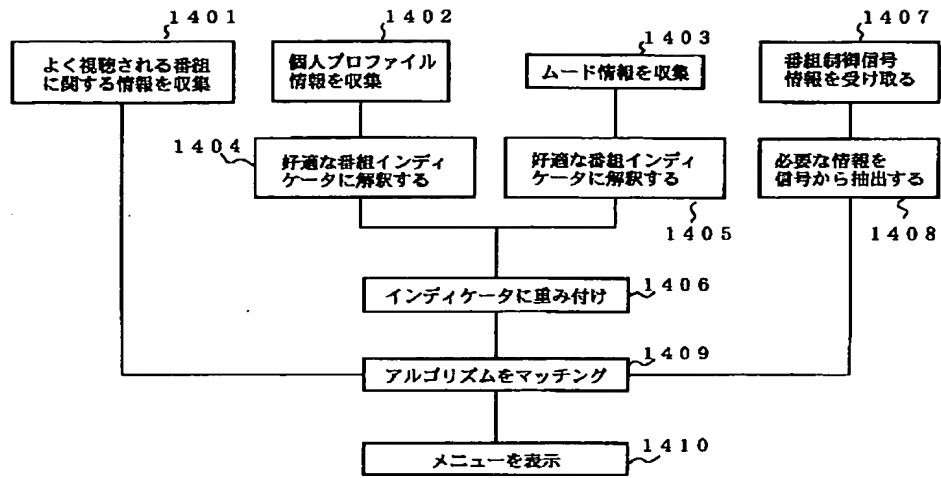 1401
よく視聴される番組
に関する情報を収集
1402
個人プロファイル
情報を収集
1403
ムード情報を収集
1407
番組制御信号
情報を受け取る
1404
好適な番組インディ
ケータに解釈する
好適な番組インディ
ケータに解釈する
1405
必要な情報を
信号から抽出する
1408
インディケータに重み付け
1406
アルゴリズムをマッチング
1409
メニューを表示
1410